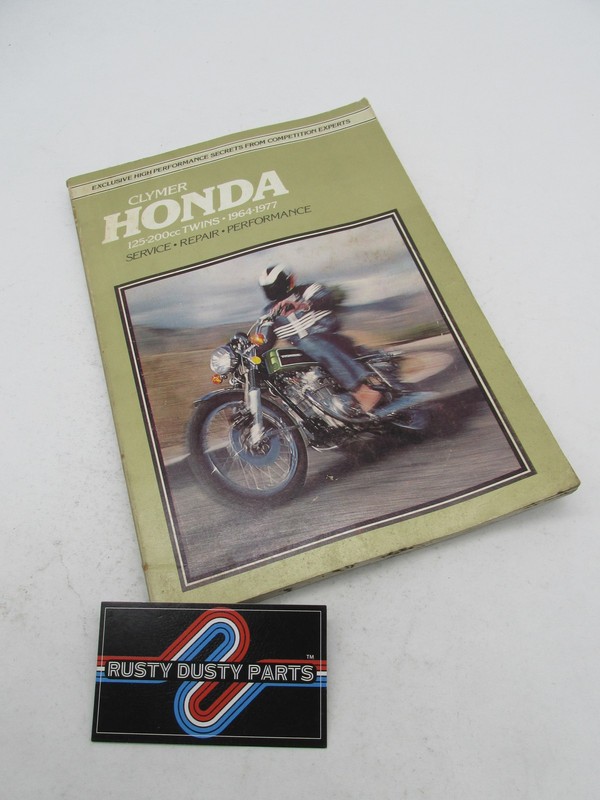 EXCLUSIVE HIGH PERFORMANCE SECRETS FROM COMPETITION EXPERTS
CLYMER
HONDA
125-200cc TWINS • 1964-1977
SERVICE • REPAIR • PERFORMANCE
RUSTY DUSTY PARTS
TM